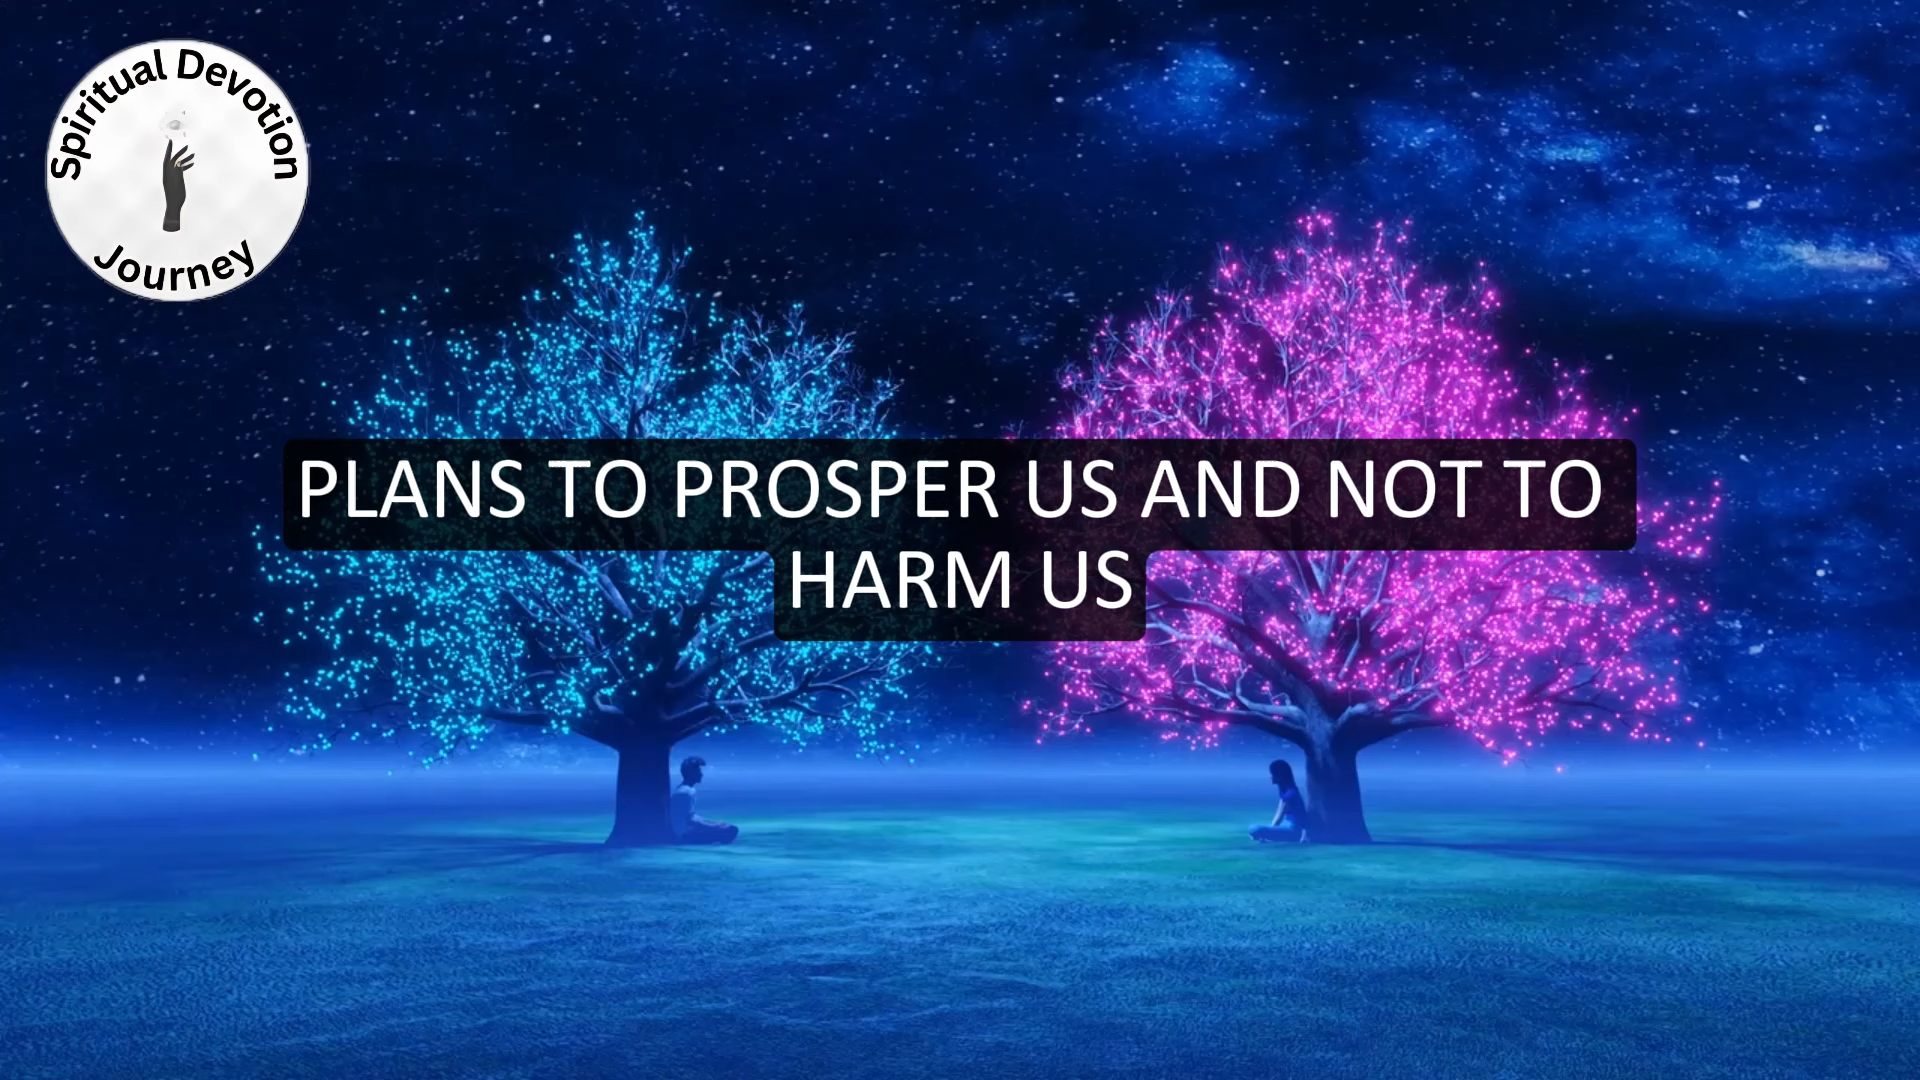 Spiritual Devotion
Journey
PLANS TO PROSPER US AND NOT TO
HARM US